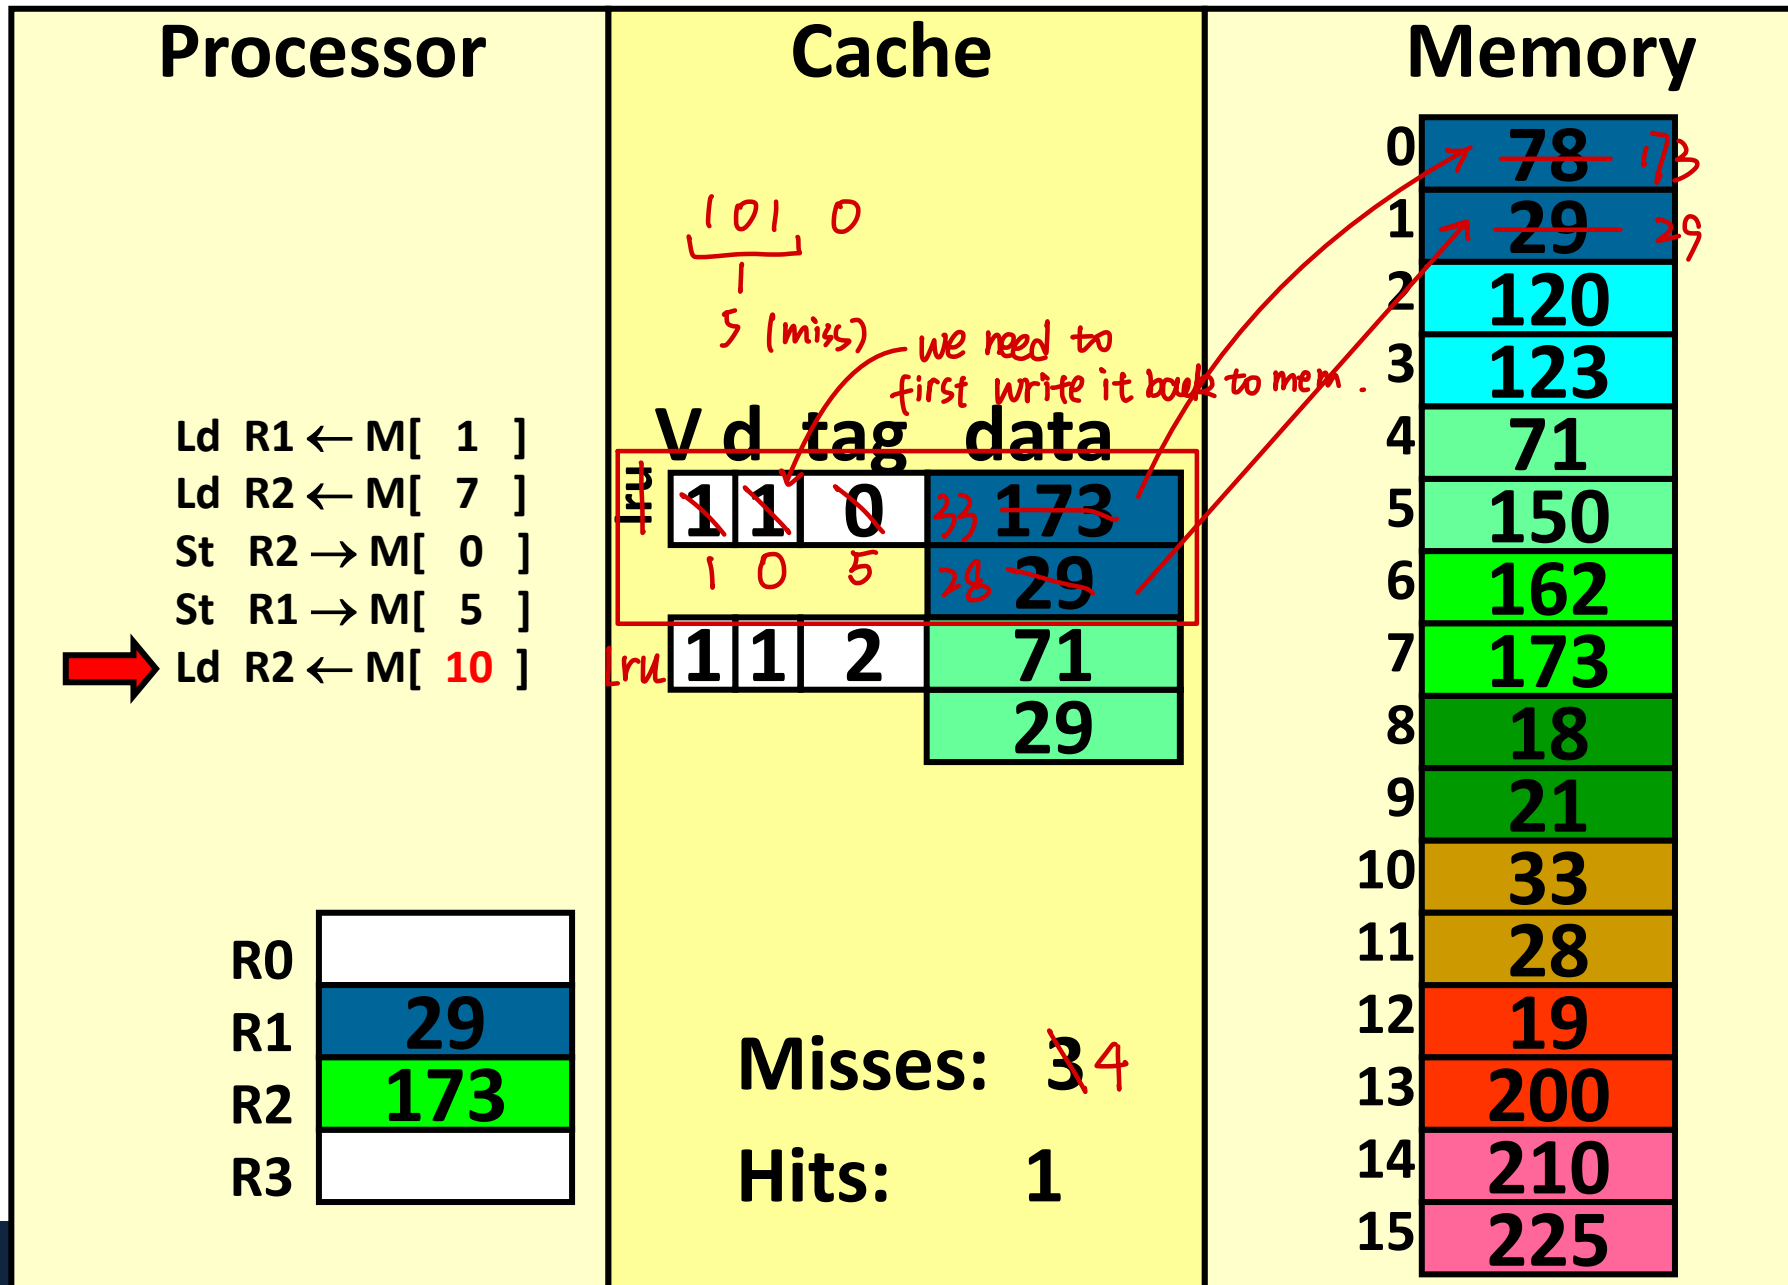 Processor
Cache
Memory
1 0 1 0
5 (miss)
we need to
first write it back to mem.
V d tag data
lru 1 1 0 33 173
1 0 5 28 29
lru 1 1 2 71
29
Ld R1 ← M[ 1 ]
Ld R2 ← M[ 7 ]
St R2 → M[ 0 ]
St R1 → M[ 5 ]
Ld R2 ← M[ 10 ]
R0
R1 29
R2 173
R3
Misses: 3 4
Hits: 1
0 78 173
1 29 29
2 120
3 123
4 71
5 150
6 162
7 173
8 18
9 21
10 33
11 28
12 19
13 200
14 210
15 225